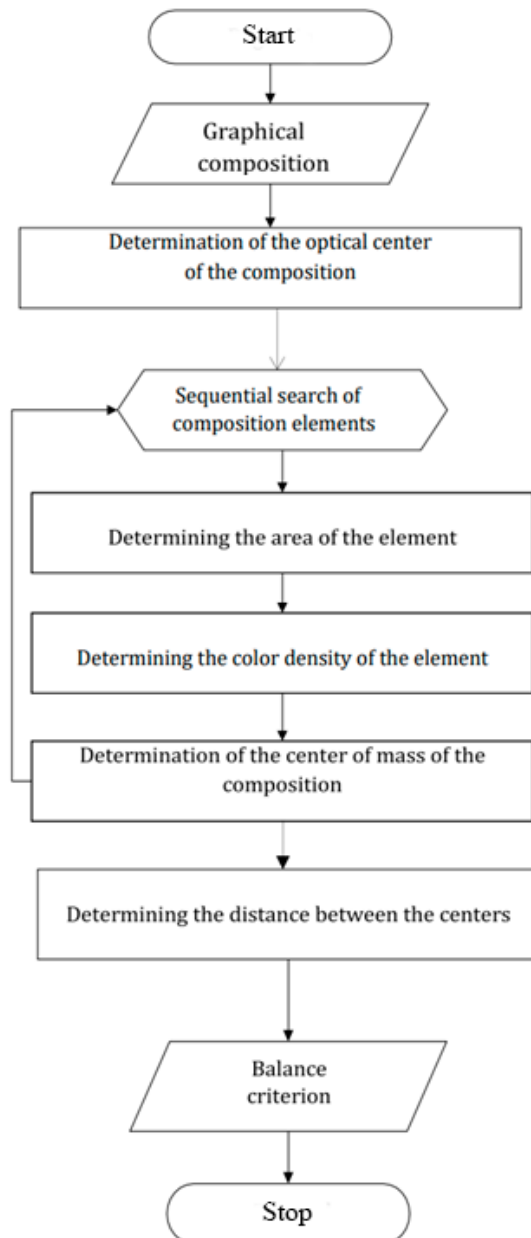 Start
Graphical
composition
Determination of the optical center
of the composition
Sequential search of
composition elements
Determining the area of the element
Determining the color density of the element
Determination of the center of mass of the
composition
Determining the distance between the centers
Balance
criterion
Stop